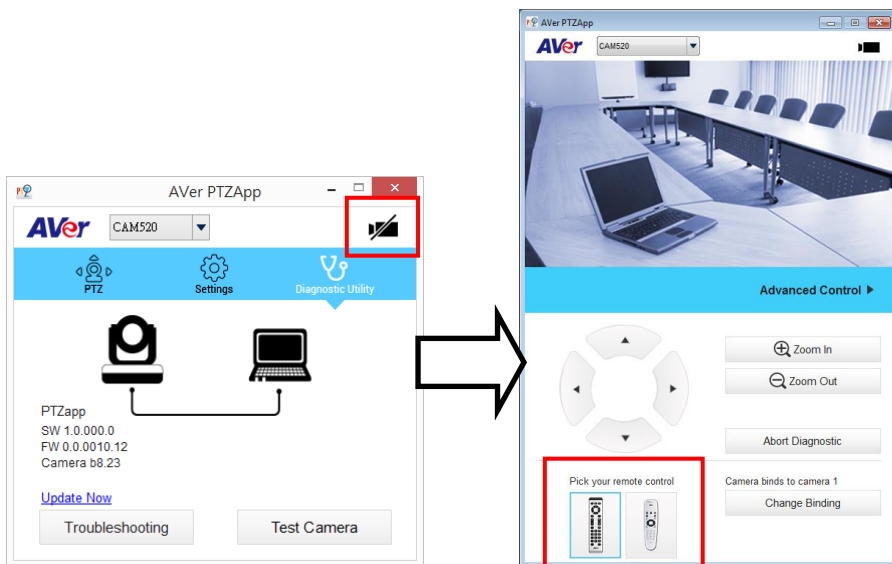 AVer PTZApp
AVer CAM520
PTZ Settings Diagnostic Utility
PTZapp
SW 1.0.000.0
FW 0.0.0010.12
Camera b8.23
Update Now
Troubleshooting Test Camera
AVer PTZApp
AVer CAM520
Advanced Control
Zoom In
Zoom Out
Abort Diagnostic
Pick your remote control
Camera binds to camera 1
Change Binding